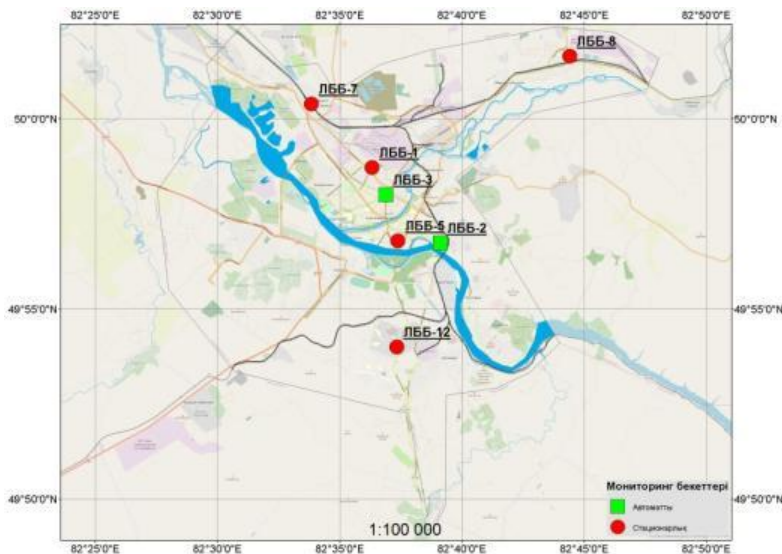 82°25'0"E 82°30'0"E 82°35'0"E 82°40'0"E 82°45'0"E 82°50'0"E
ЛББ-8
ЛББ-7
50°0'0"N 50°0'0"N
ЛББ-1
ЛББ-3
ЛББ-5 ЛББ-2
49°55'0"N 49°55'0"N
ЛББ-12
Мониторинг бекеттері
49°50'0"N 49°50'0"N
Автоматты
1:100 000
Стационарлық
82°25'0"E 82°30'0"E 82°35'0"E 82°40'0"E 82°45'0"E 82°50'0"E